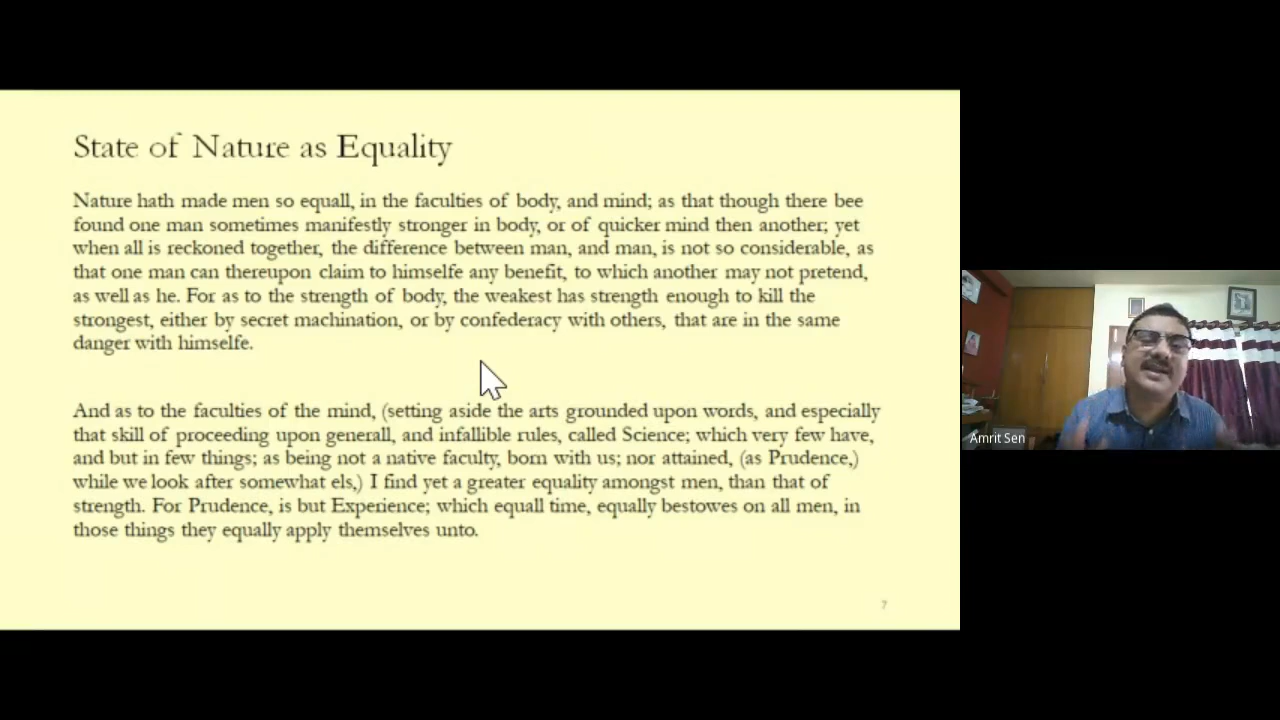 State of Nature as Equality
Nature hath made men so equall, in the faculties of body, and mind; as that though there bee
found one man sometimes manifestly stronger in body, or of quicker mind then another; yet
when all is reckoned together, the difference between man, and man, is not so considerable, as
that one man can thereupon claim to himselfe any benefit, to which another may not pretend,
as well as he. For as to the strength of body, the weakest has strength enough to kill the
strongest, either by secret machination, or by confederacy with others, that are in the same
danger with himselfe.
And as to the faculties of the mind, (setting aside the arts grounded upon words, and especially
that skill of proceeding upon generall, and infallible rules, called Science; which very few have,
and but in few things; as being not a native faculty, born with us; nor attained, (as Prudence,)
while we look after somewhat els,) I find yet a greater equality amongst men, than that of
strength. For Prudence, is but Experience; which equall time, equally bestowes on all men, in
those things they equally apply themselves unto.
7
Amrit Sen